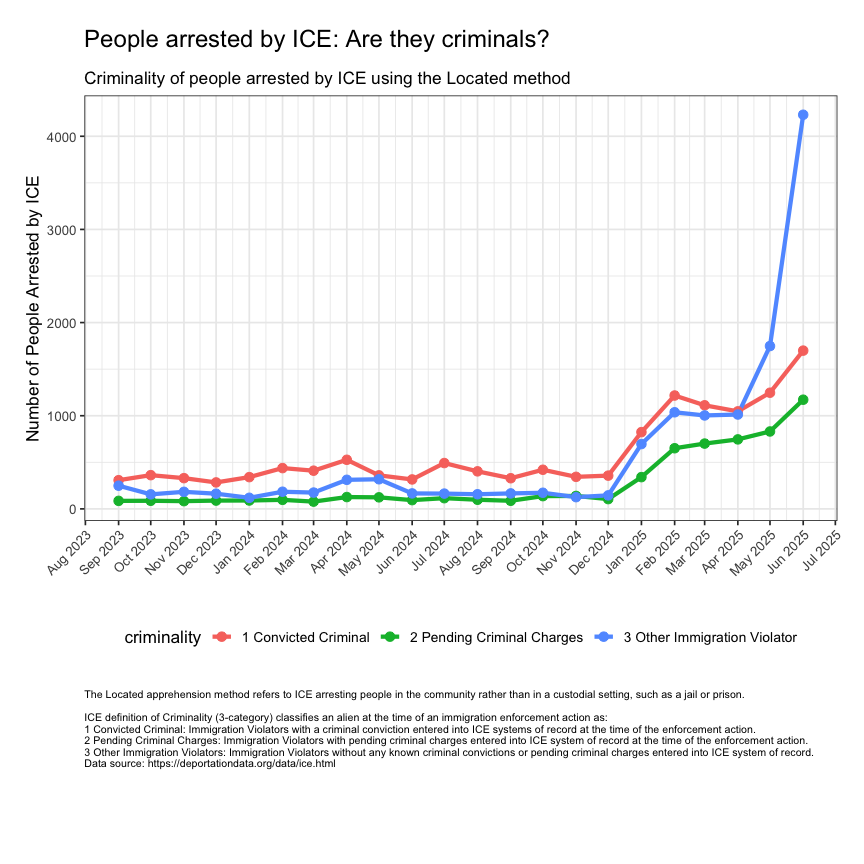 People arrested by ICE: Are they criminals?
Criminality of people arrested by ICE using the Located method
Number of People Arrested by ICE
4000
3000
2000
1000
0
Aug 2023
Sep 2023
Oct 2023
Nov 2023
Dec 2023
Jan 2024
Feb 2024
Mar 2024
Apr 2024
May 2024
Jun 2024
Jul 2024
Aug 2024
Sep 2024
Oct 2024
Nov 2024
Dec 2024
Jan 2025
Feb 2025
Mar 2025
Apr 2025
May 2025
Jun 2025
Jul 2025
criminality
1 Convicted Criminal
2 Pending Criminal Charges
3 Other Immigration Violator
The Located apprehension method refers to ICE arresting people in the community rather than in a custodial setting, such as a jail or prison.
ICE definition of Criminality (3-category) classifies an alien at the time of an immigration enforcement action as:
1 Convicted Criminal: Immigration Violators with a criminal conviction entered into ICE systems of record at the time of the enforcement action.
2 Pending Criminal Charges: Immigration Violators with pending criminal charges entered into ICE system of record at the time of the enforcement action.
3 Other Immigration Violators: Immigration Violators without any known criminal convictions or pending criminal charges entered into ICE system of record.
Data source: https://deportationdata.org/data/ice.html